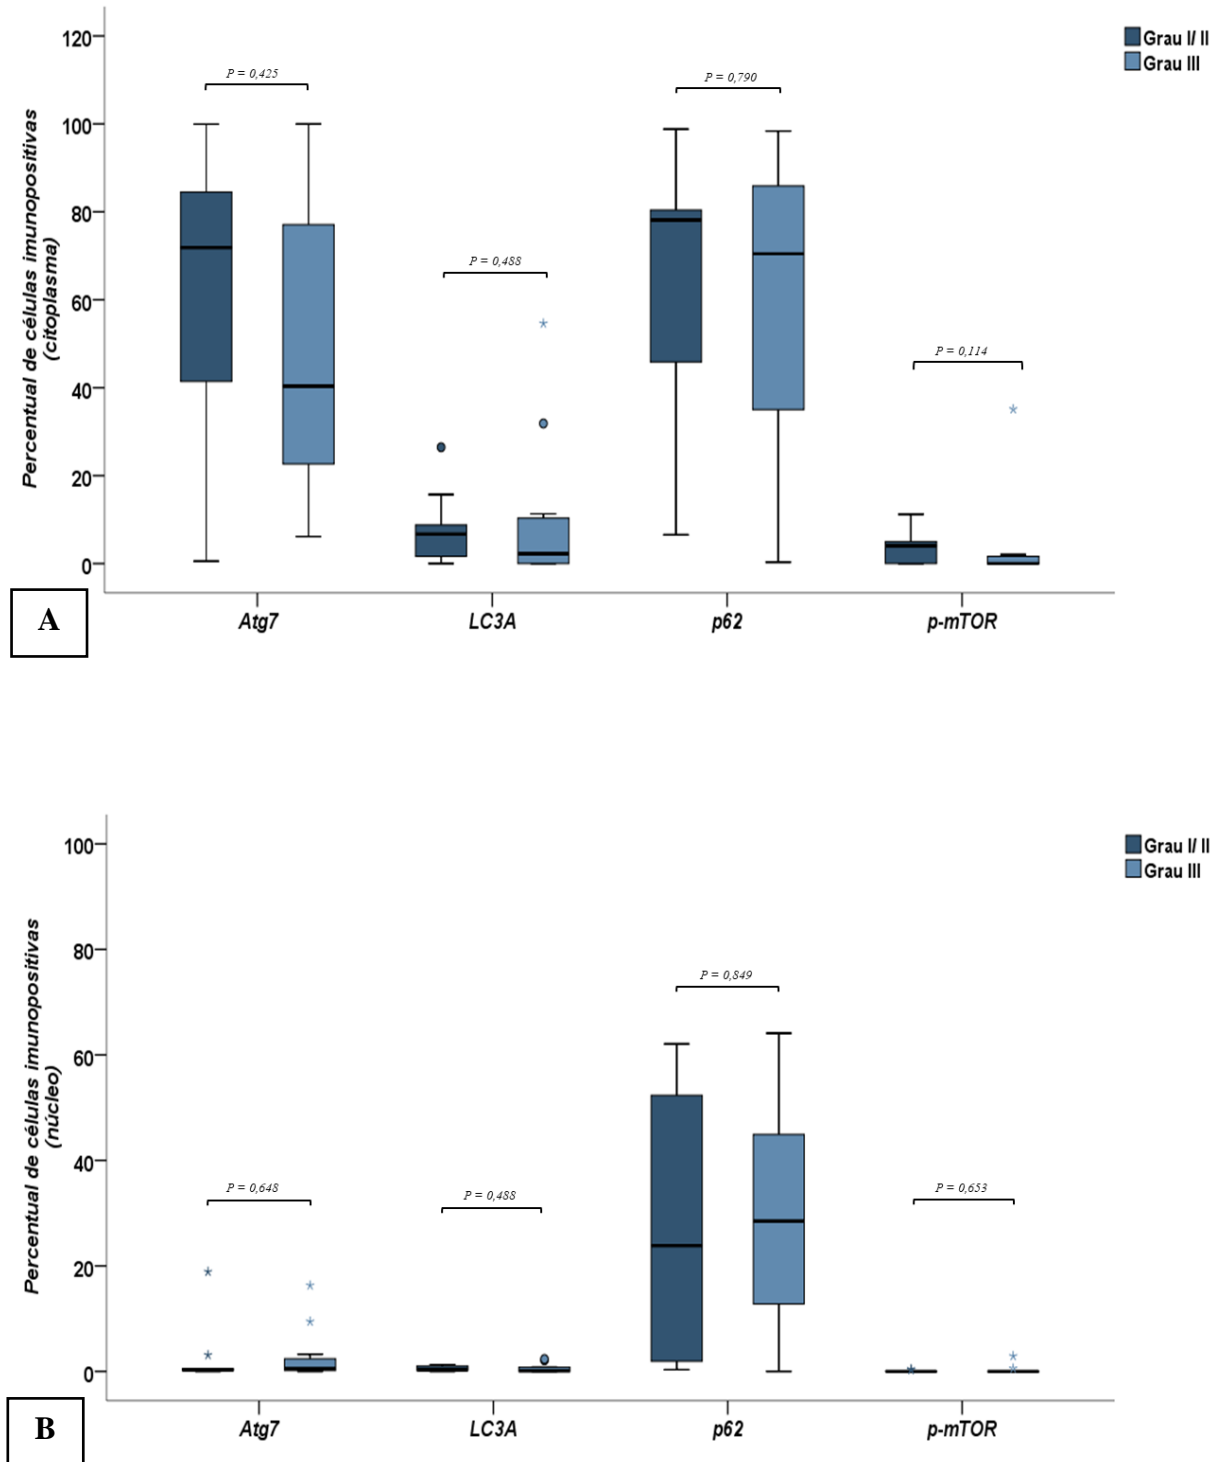 120
100
80
60
40
20
0
Percentual de células imunopositivas
(citoplasma)
Grau I/ II
Grau III
P = 0,425
P = 0,488
P = 0,790
P = 0,114
Atg7
LC3A
p62
p-mTOR
A
100
80
60
40
20
0
Percentual de células imunopositivas
(núcleo)
Grau I/ II
Grau III
P = 0,648
P = 0,488
P = 0,849
P = 0,653
Atg7
LC3A
p62
p-mTOR
B